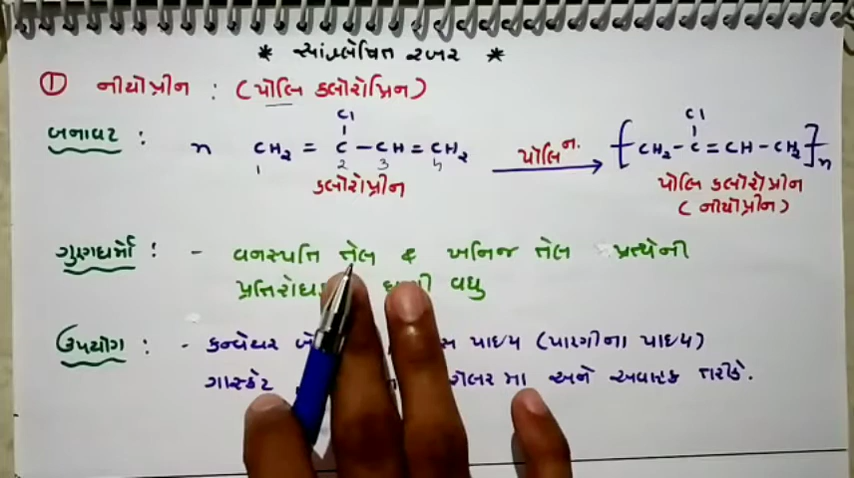 * સાંશ્લેષિત રબર *
① નીયોપ્રીન : (પોલિ ક્લોરોપ્રિન)
બનાવટ : n CH₂ = C – CH = CH₂ પોલિન. [ CH₂ – C = CH – CH₂ ]n
Cl Cl
1 2 3 4
ક્લોરોપ્રીન પોલિ ક્લોરોપ્રીન
(નીયોપ્રીન)
ગુણધર્મો : - વનસ્પતિ તેલ & ખનિજ તેલ પ્રત્યેની
વધુ
ઉપયોગ : - કન્વેયર પાઇપ (પારગીના પાઇપ)
ગાસ્કેટ મા અને અવાહક તરીકે.